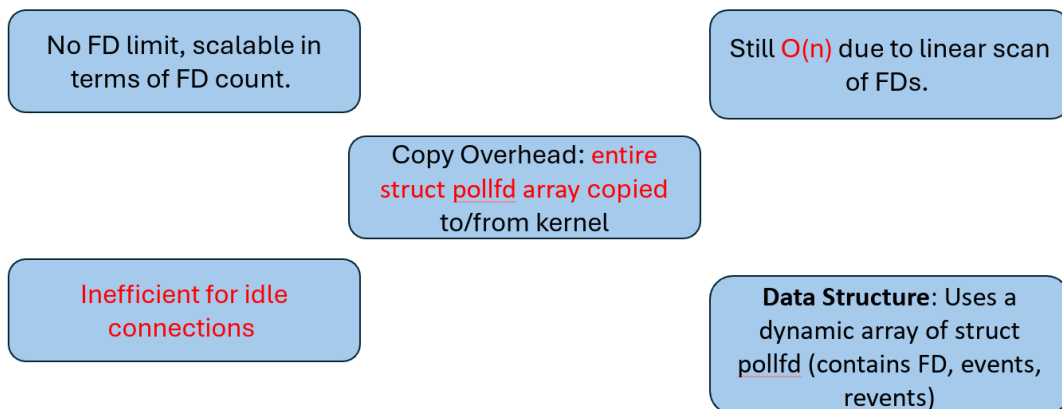 No FD limit, scalable in
terms of FD count.
Still O(n) due to linear scan
of FDs.
Copy Overhead: entire
struct pollfd array copied
to/from kernel
Inefficient for idle
connections
Data Structure: Uses a
dynamic array of struct
pollfd (contains FD, events,
revents)